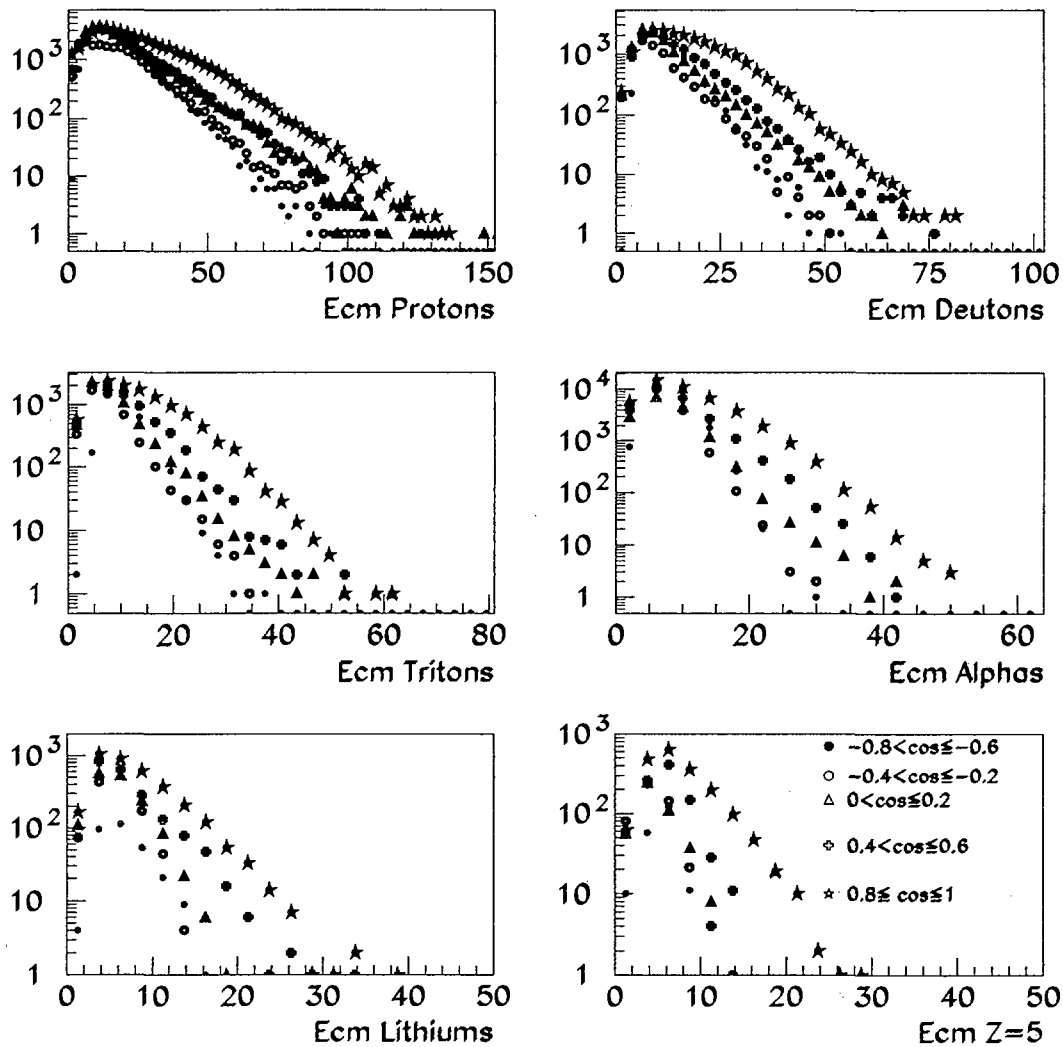 10³
10²
10
1
0 50 100 150
Ecm Protons
10³
10²
10
1
0 25 50 75 100
Ecm Deutons
10³
10²
10
1
0 20 40 60 80
Ecm Tritons
10⁴
10³
10²
10
1
0 20 40 60
Ecm Alphas
10³
10²
10
1
0 10 20 30 40 50
Ecm Lithiums
10³
10²
10
1
−0.8<cos≦−0.6
−0.4<cos≦−0.2
0<cos≦0.2
0.4<cos≦0.6
0.8≦ cos≦1
0 10 20 30 40 50
Ecm Z=5